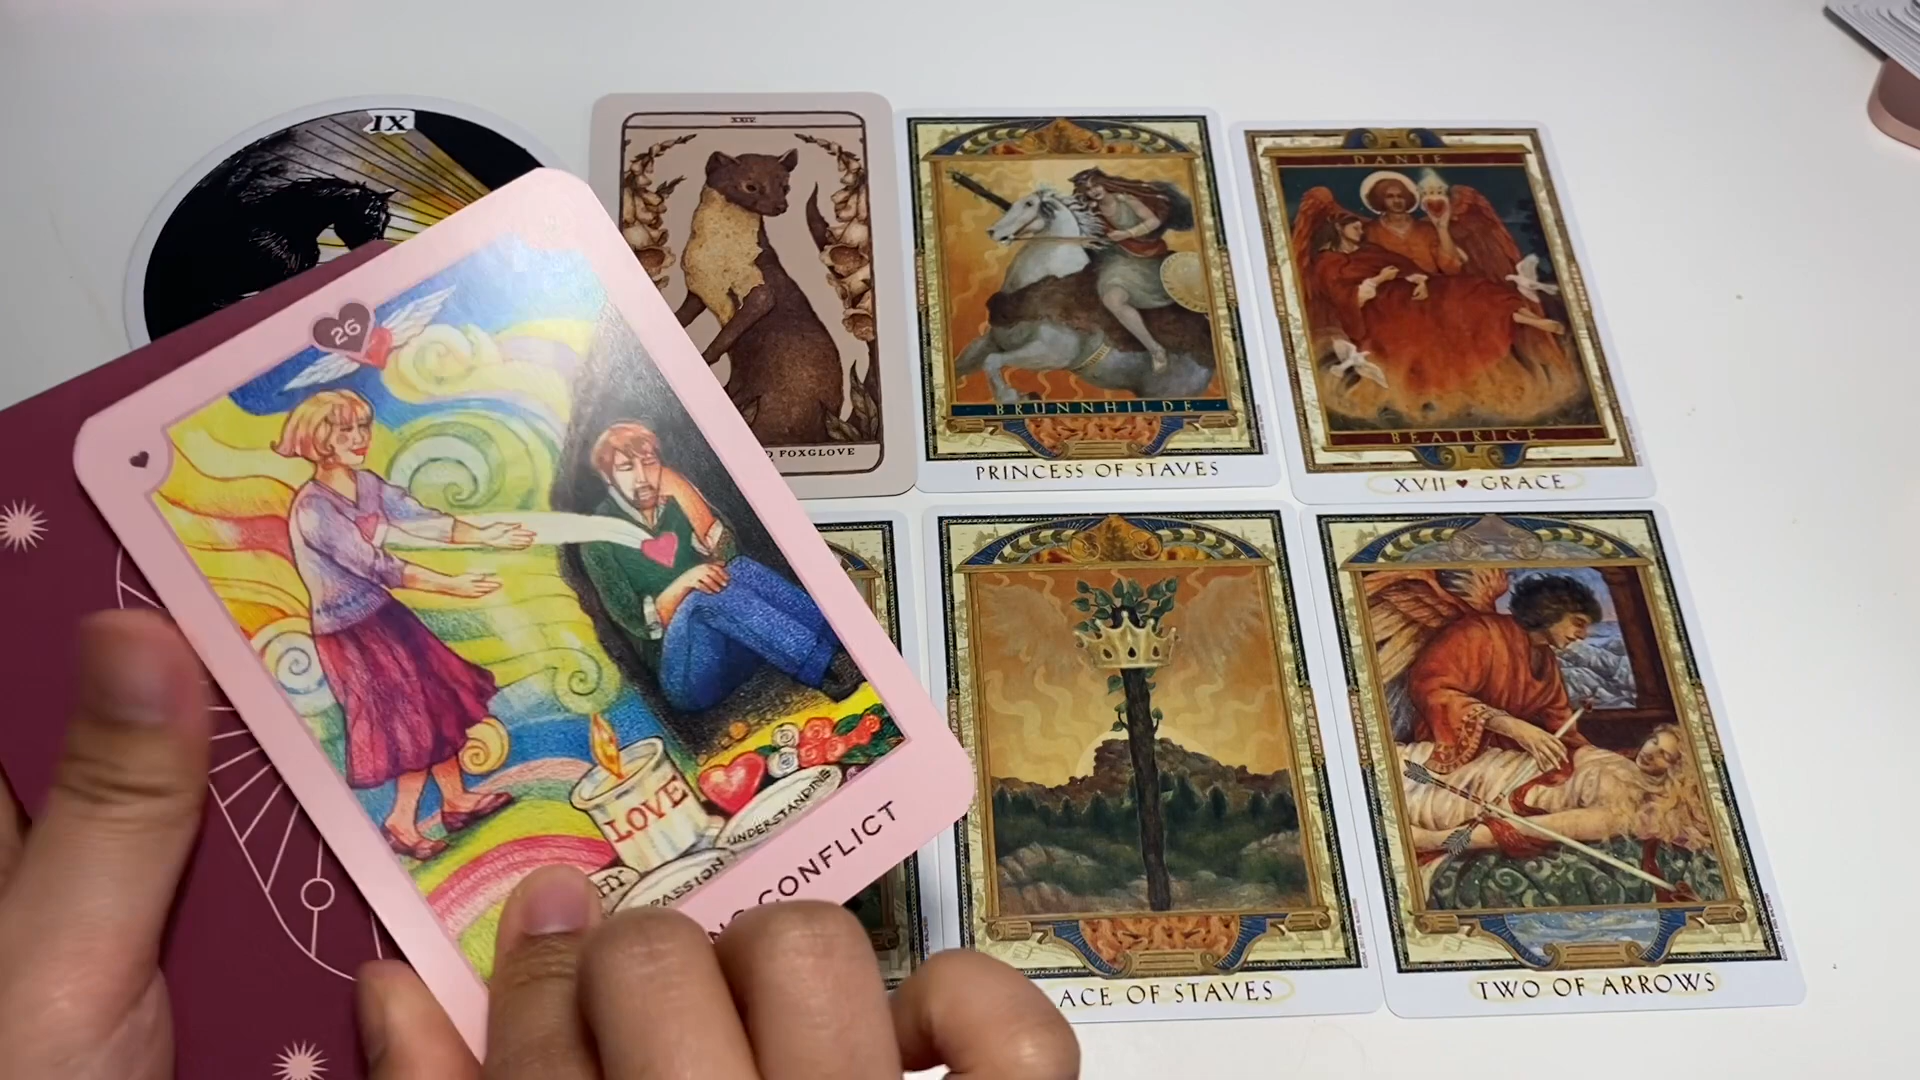 IX
XXIV
FOXGLOVE
BRUNNHILDE
PRINCESS OF STAVES
DANTE
BEATRICE
XVII ♥ GRACE
26
LOVE
UNDERSTANDING
PASSION
CONFLICT
ACE OF STAVES
TWO OF ARROWS